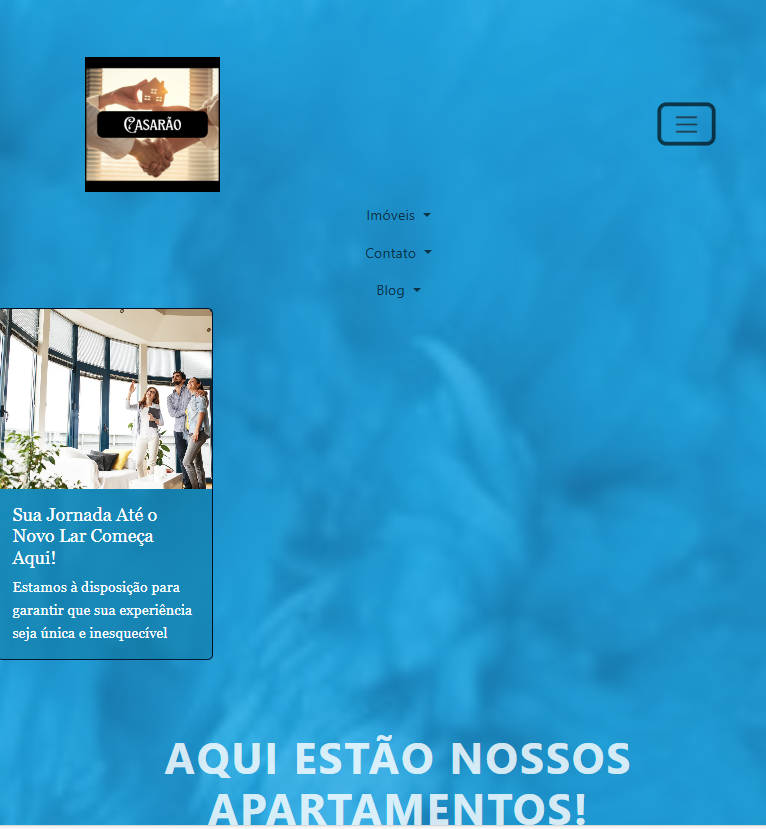 CASARÃO
Imóveis
Contato
Blog
Sua Jornada Até o
Novo Lar Começa
Aqui!
Estamos à disposição para
garantir que sua experiência
seja única e inesquecível
AQUI ESTÃO NOSSOS
APARTAMENTOS!